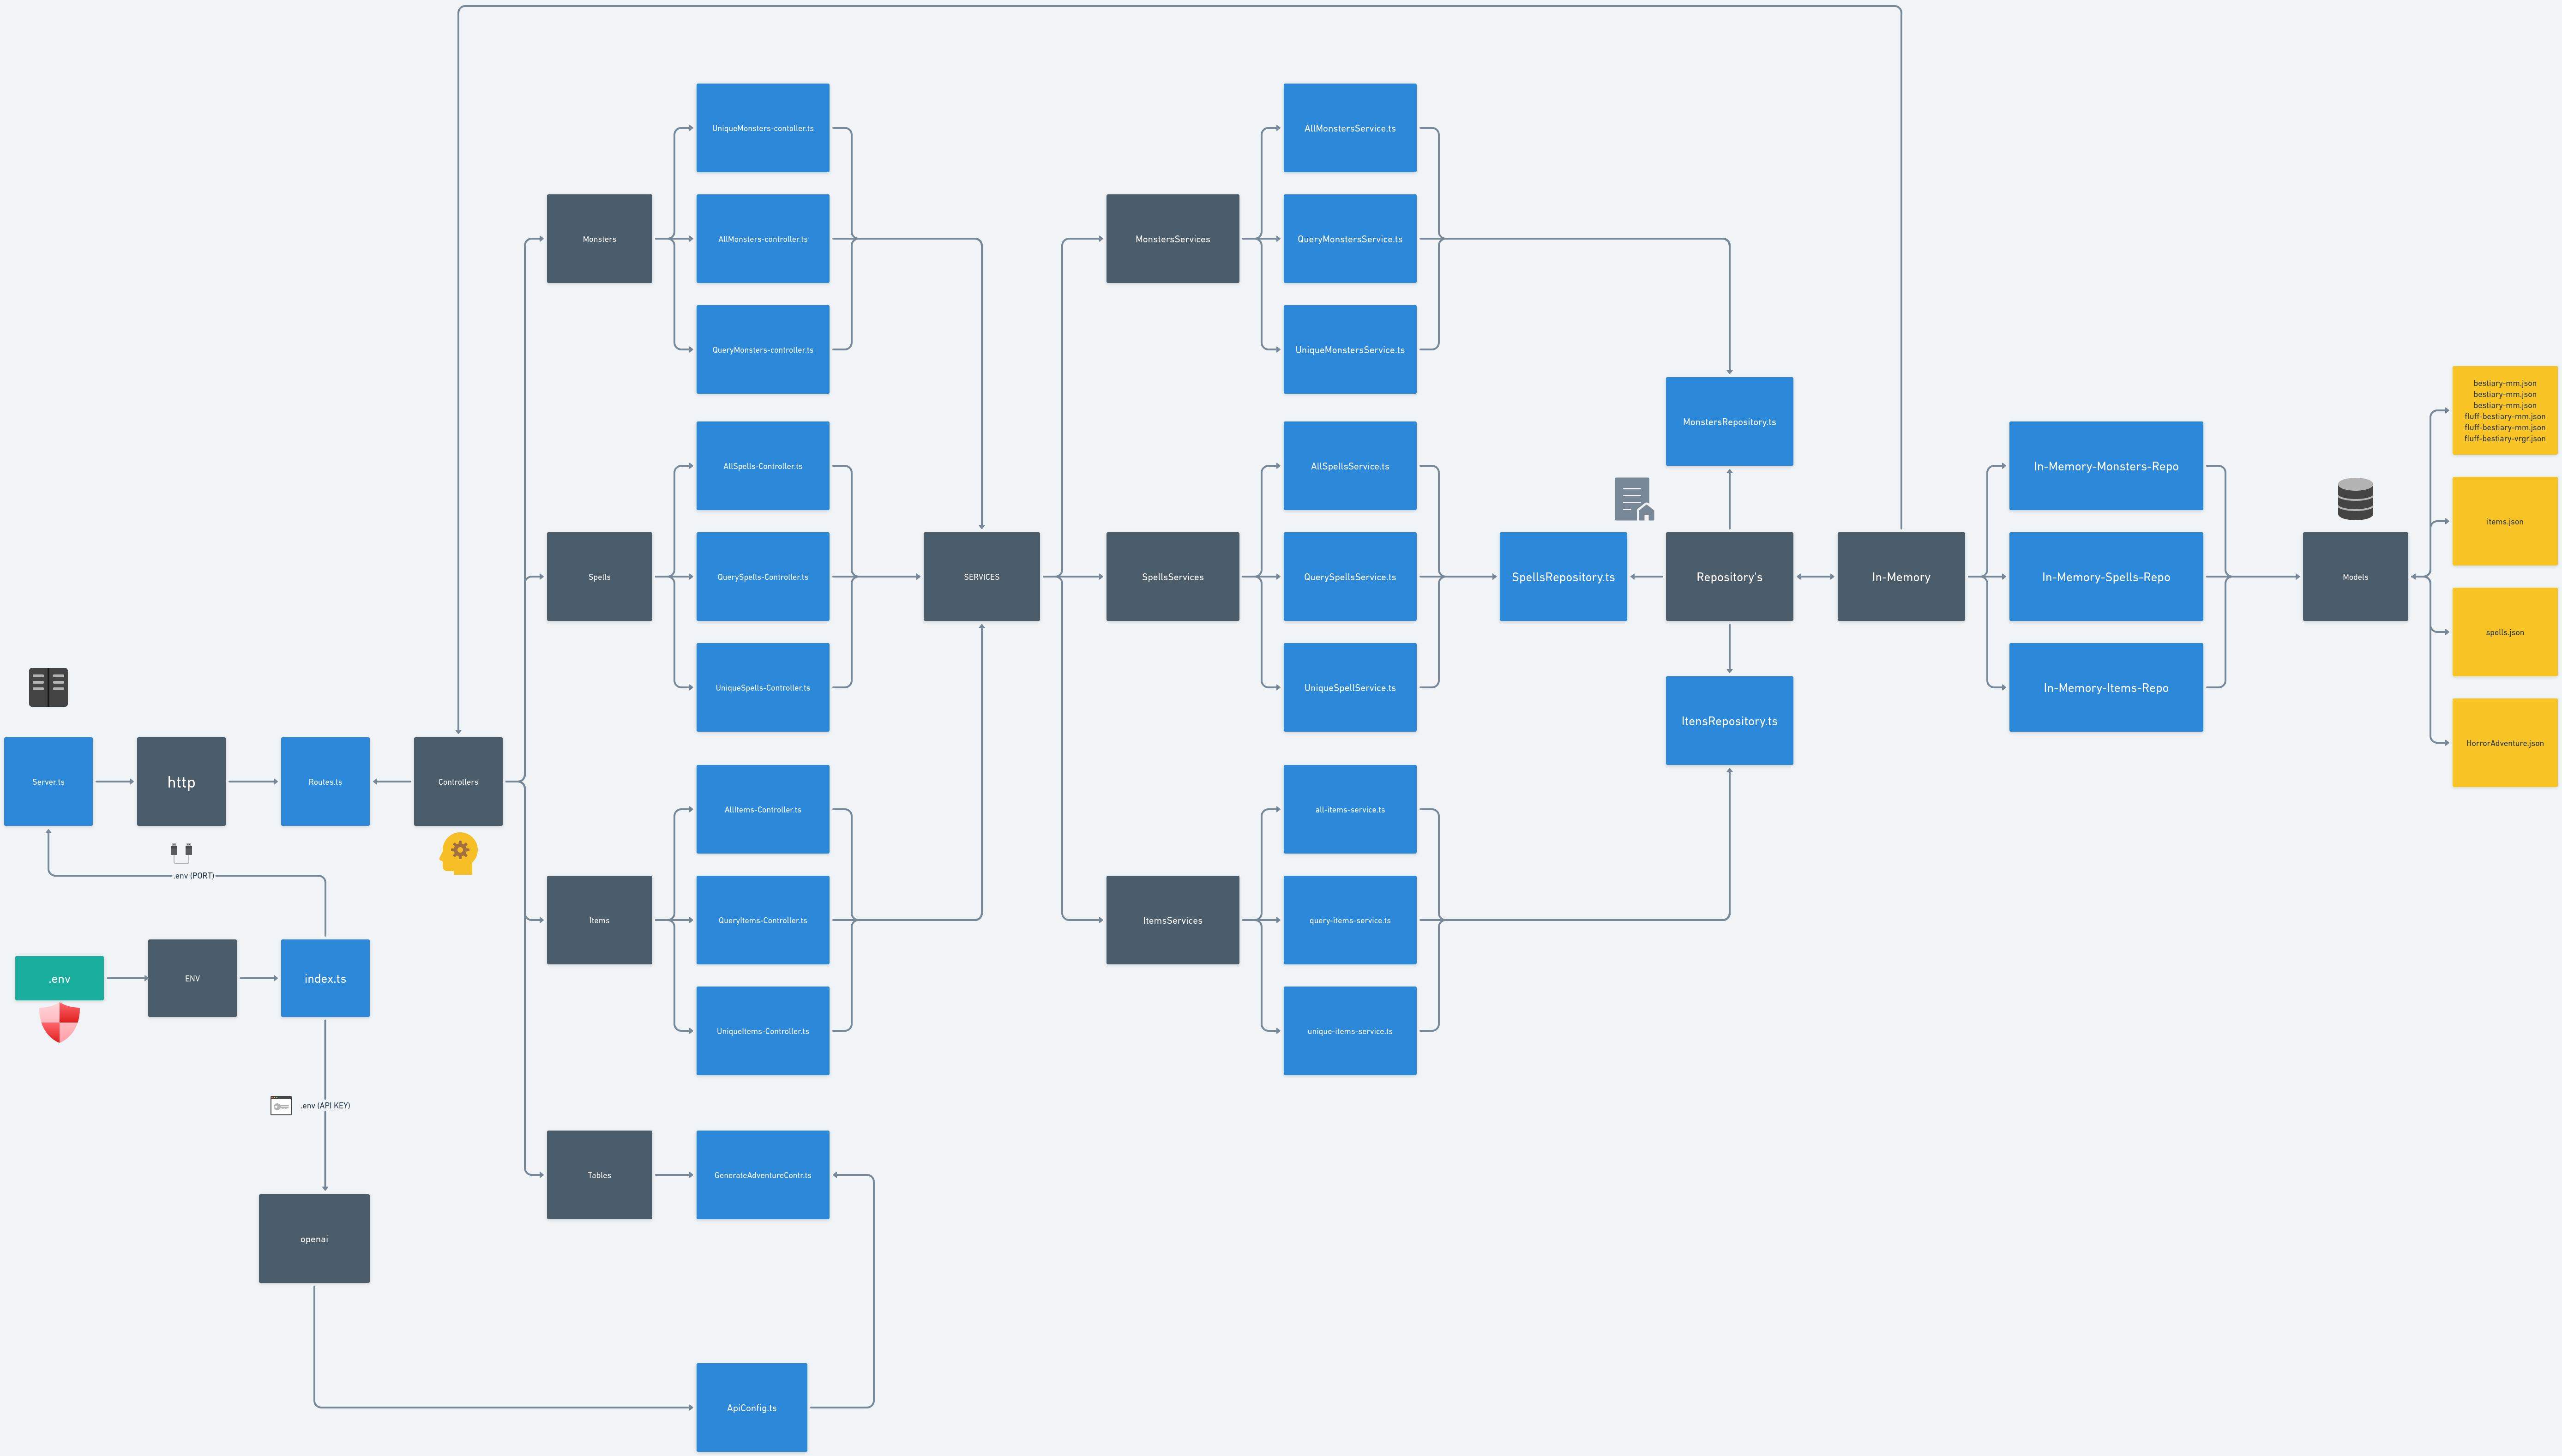 UniqueMonsters-contoller.ts
AllMonsters-controller.ts
QueryMonsters-controller.ts
Monsters
AllSpells-Controller.ts
QuerySpells-Controller.ts
UniqueSpells-Controller.ts
Spells
AllItems-Controller.ts
QueryItems-Controller.ts
UniqueItems-Controller.ts
Items
Tables
GenerateAdventureContr.ts
ApiConfig.ts
Server.ts
http
Routes.ts
Controllers
.env (PORT)
.env
ENV
index.ts
.env (API KEY)
openai
SERVICES
MonstersServices
AllMonstersService.ts
QueryMonstersService.ts
UniqueMonstersService.ts
SpellsServices
AllSpellsService.ts
QuerySpellsService.ts
UniqueSpellService.ts
ItemsServices
all-items-service.ts
query-items-service.ts
unique-items-service.ts
MonstersRepository.ts
SpellsRepository.ts
Repository's
ItensRepository.ts
In-Memory
In-Memory-Monsters-Repo
In-Memory-Spells-Repo
In-Memory-Items-Repo
Models
bestiary-mm.json
bestiary-mm.json
bestiary-mm.json
fluff-bestiary-mm.json
fluff-bestiary-mm.json
fluff-bestiary-vrgr.json
items.json
spells.json
HorrorAdventure.json